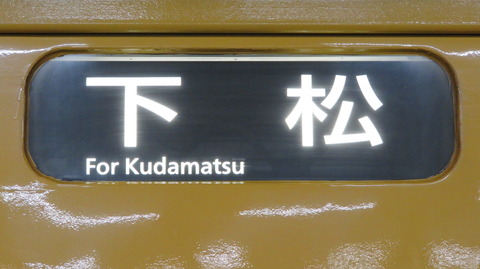 下松
For Kudamatsu